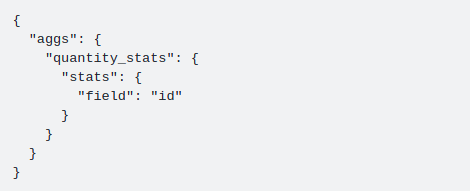 {
  "aggs": {
    "quantity_stats": {
      "stats": {
        "field": "id"
      }
    }
  }
}